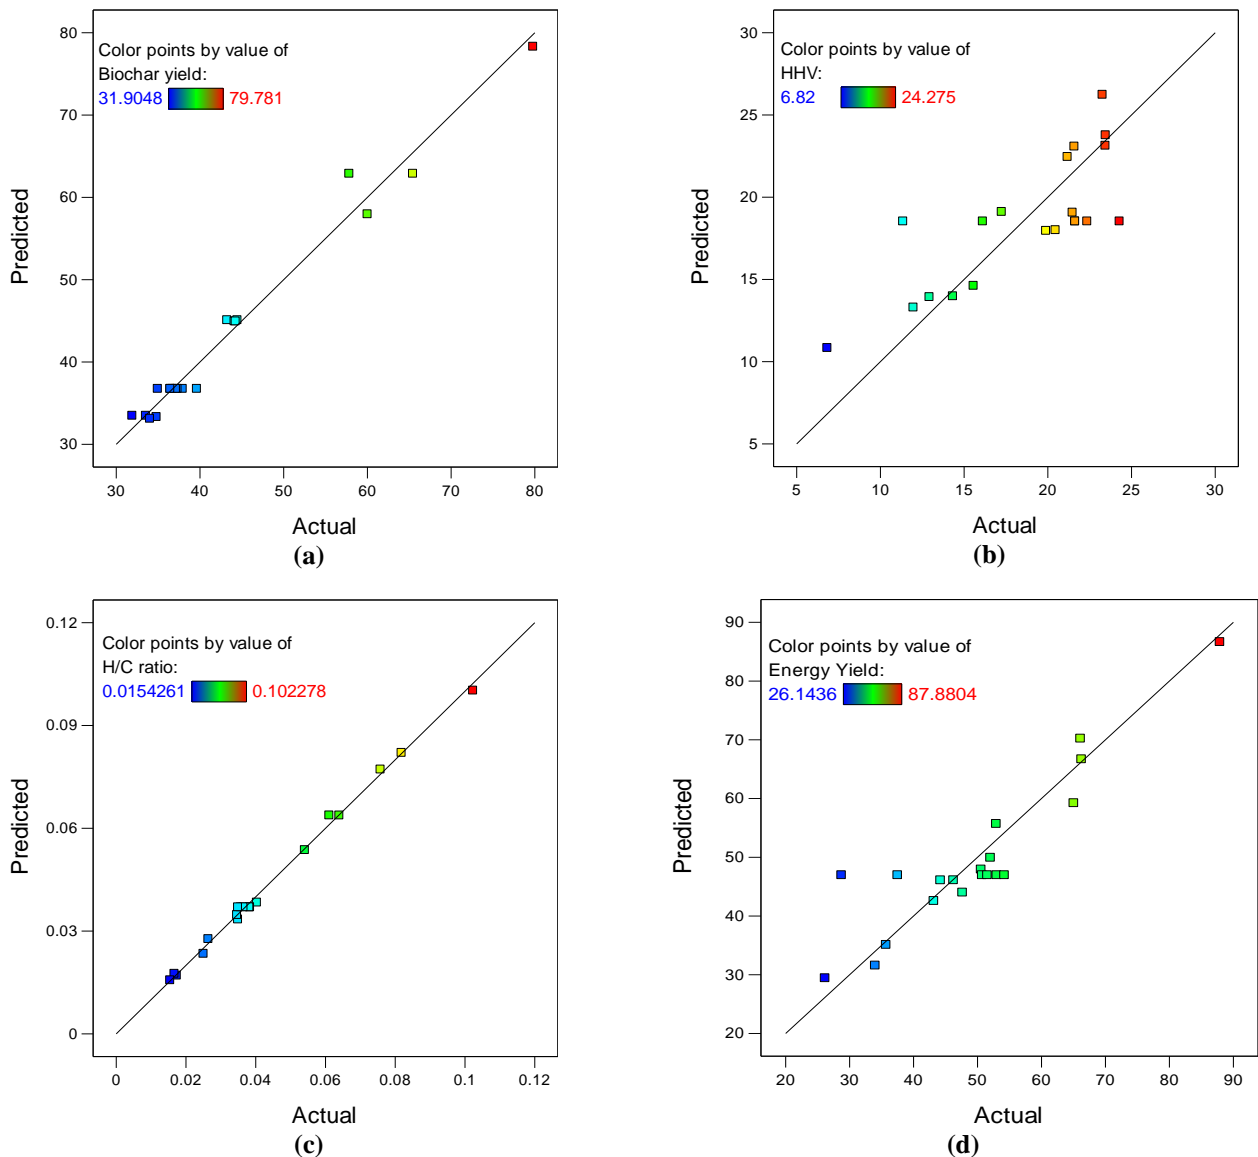 Color points by value of
Biochar yield:
31.9048 79.781
80
70
60
50
40
30
Predicted
30 40 50 60 70 80
Actual
(a)
Color points by value of
HHV:
6.82 24.275
30
25
20
15
10
5
Predicted
5 10 15 20 25 30
Actual
(b)
Color points by value of
H/C ratio:
0.0154261 0.102278
0.12
0.09
0.06
0.03
0
Predicted
0 0.02 0.04 0.06 0.08 0.1 0.12
Actual
(c)
Color points by value of
Energy Yield:
26.1436 87.8804
90
80
70
60
50
40
30
20
Predicted
20 30 40 50 60 70 80 90
Actual
(d)